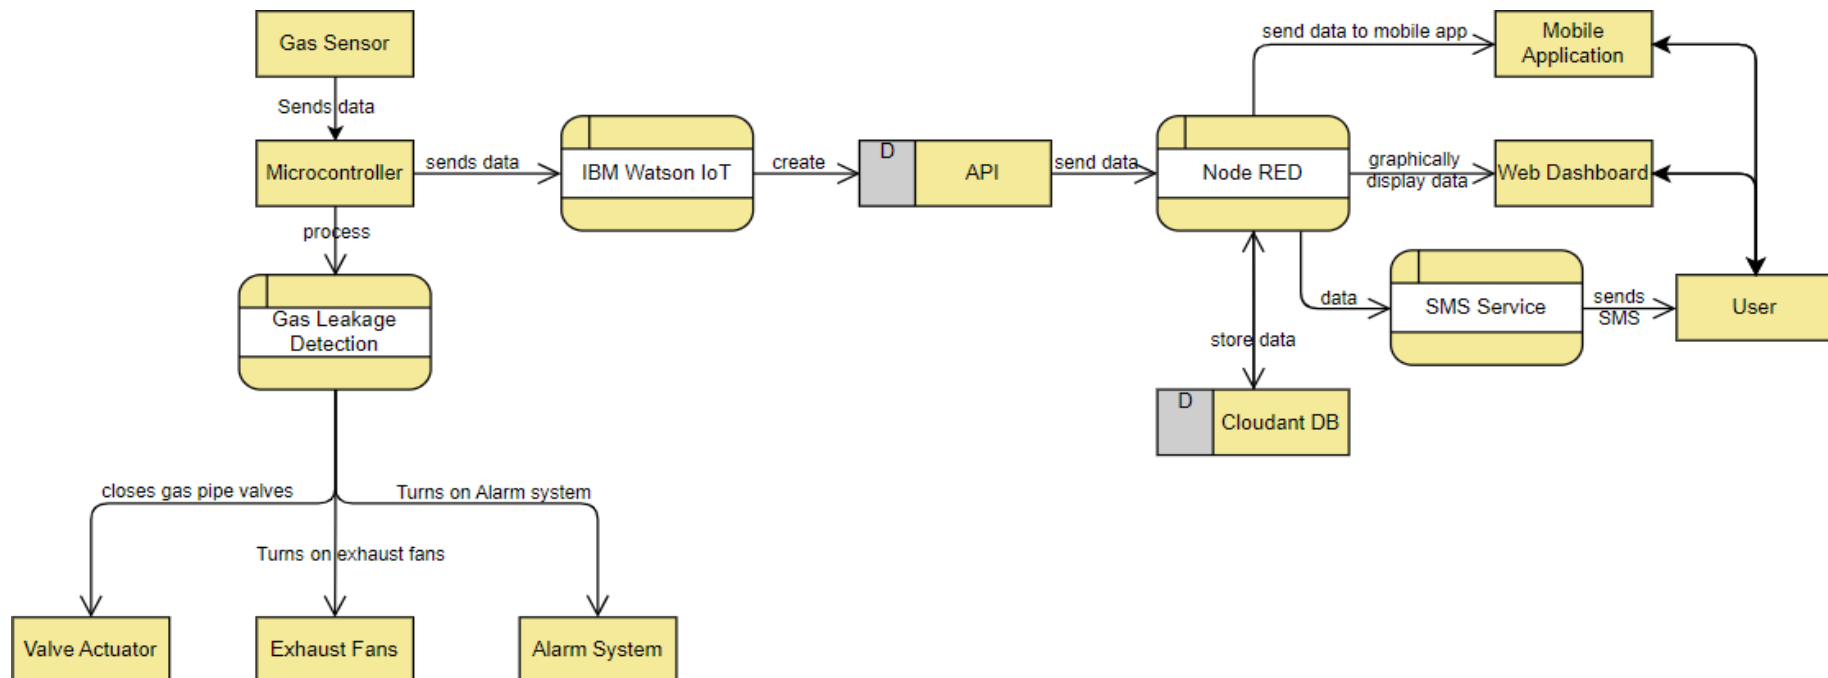 Gas Sensor
send data to mobile app
Mobile
Application
Sends data
Microcontroller
sends data
IBM Watson IoT
create
D
API
send data
Node RED
graphically
display data
Web Dashboard
process
Gas Leakage
Detection
data
SMS Service
sends
SMS
User
store data
D
Cloudant DB
closes gas pipe valves
Turns on Alarm system
Turns on exhaust fans
Valve Actuator
Exhaust Fans
Alarm System